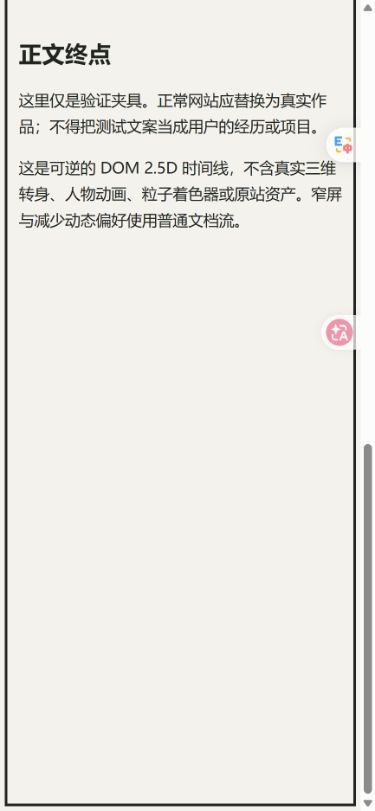 正文终点
这里仅是验证夹具。正常网站应替换为真实作
品；不得把测试文案当成用户的经历或项目。
这是可逆的 DOM 2.5D 时间线，不含真实三维
转身、人物动画、粒子着色器或原站资产。窄屏
与减少动态偏好使用普通文档流。